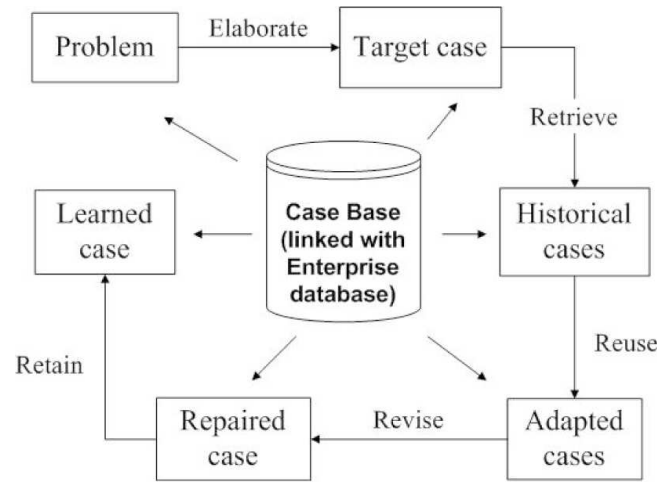 Problem
Elaborate
Target case
Retrieve
Learned
case
Case Base
(linked with
Enterprise
database)
Historical
cases
Reuse
Retain
Repaired
case
Revise
Adapted
cases